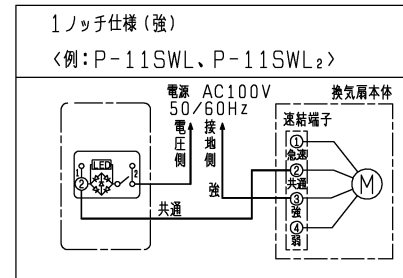 1ノッチ仕様(強)
〈例:P-11SWL、P-11SWL₂〉
電源 AC100V
50/60Hz
換気扇本体
電圧側
接地側
速結端子
LED
1
2
②
強
共通
①
急速
②
共通
③
強
④
弱
M